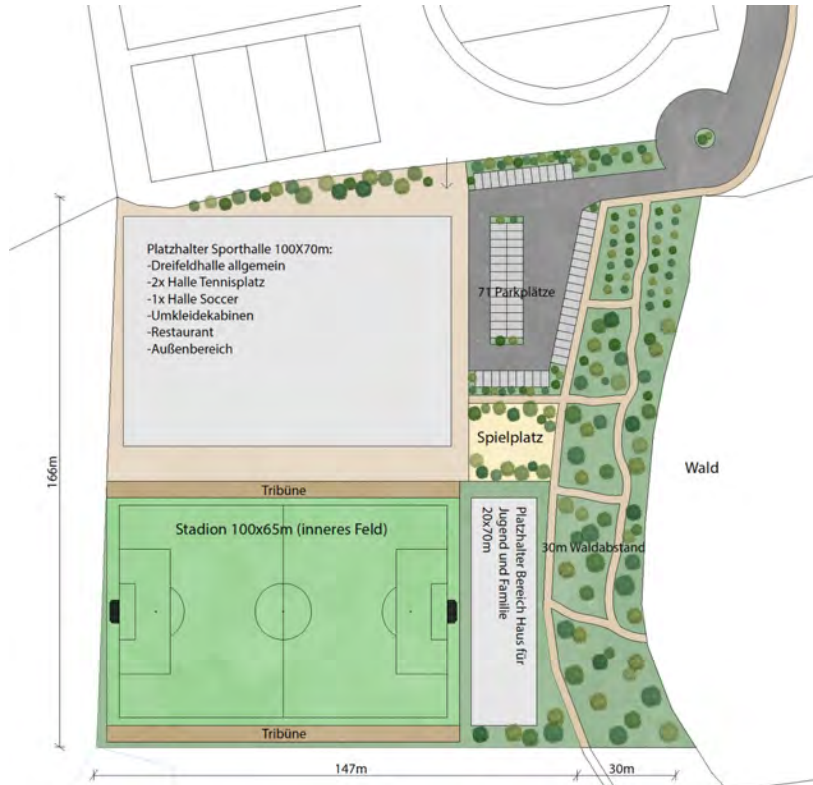 Platzhalter Sporthalle 100X70m:
-Dreifeldhalle allgemein
-2x Halle Tennisplatz
-1x Halle Soccer
-Umkleidekabinen
-Restaurant
-Außenbereich
71 Parkplätze
Spielplatz
Wald
166m
Tribüne
Stadion 100x65m (inneres Feld)
Platzhalter Bereich Haus für
Jugend und Familie
20x70m
30m Waldabstand
Tribüne
147m
30m